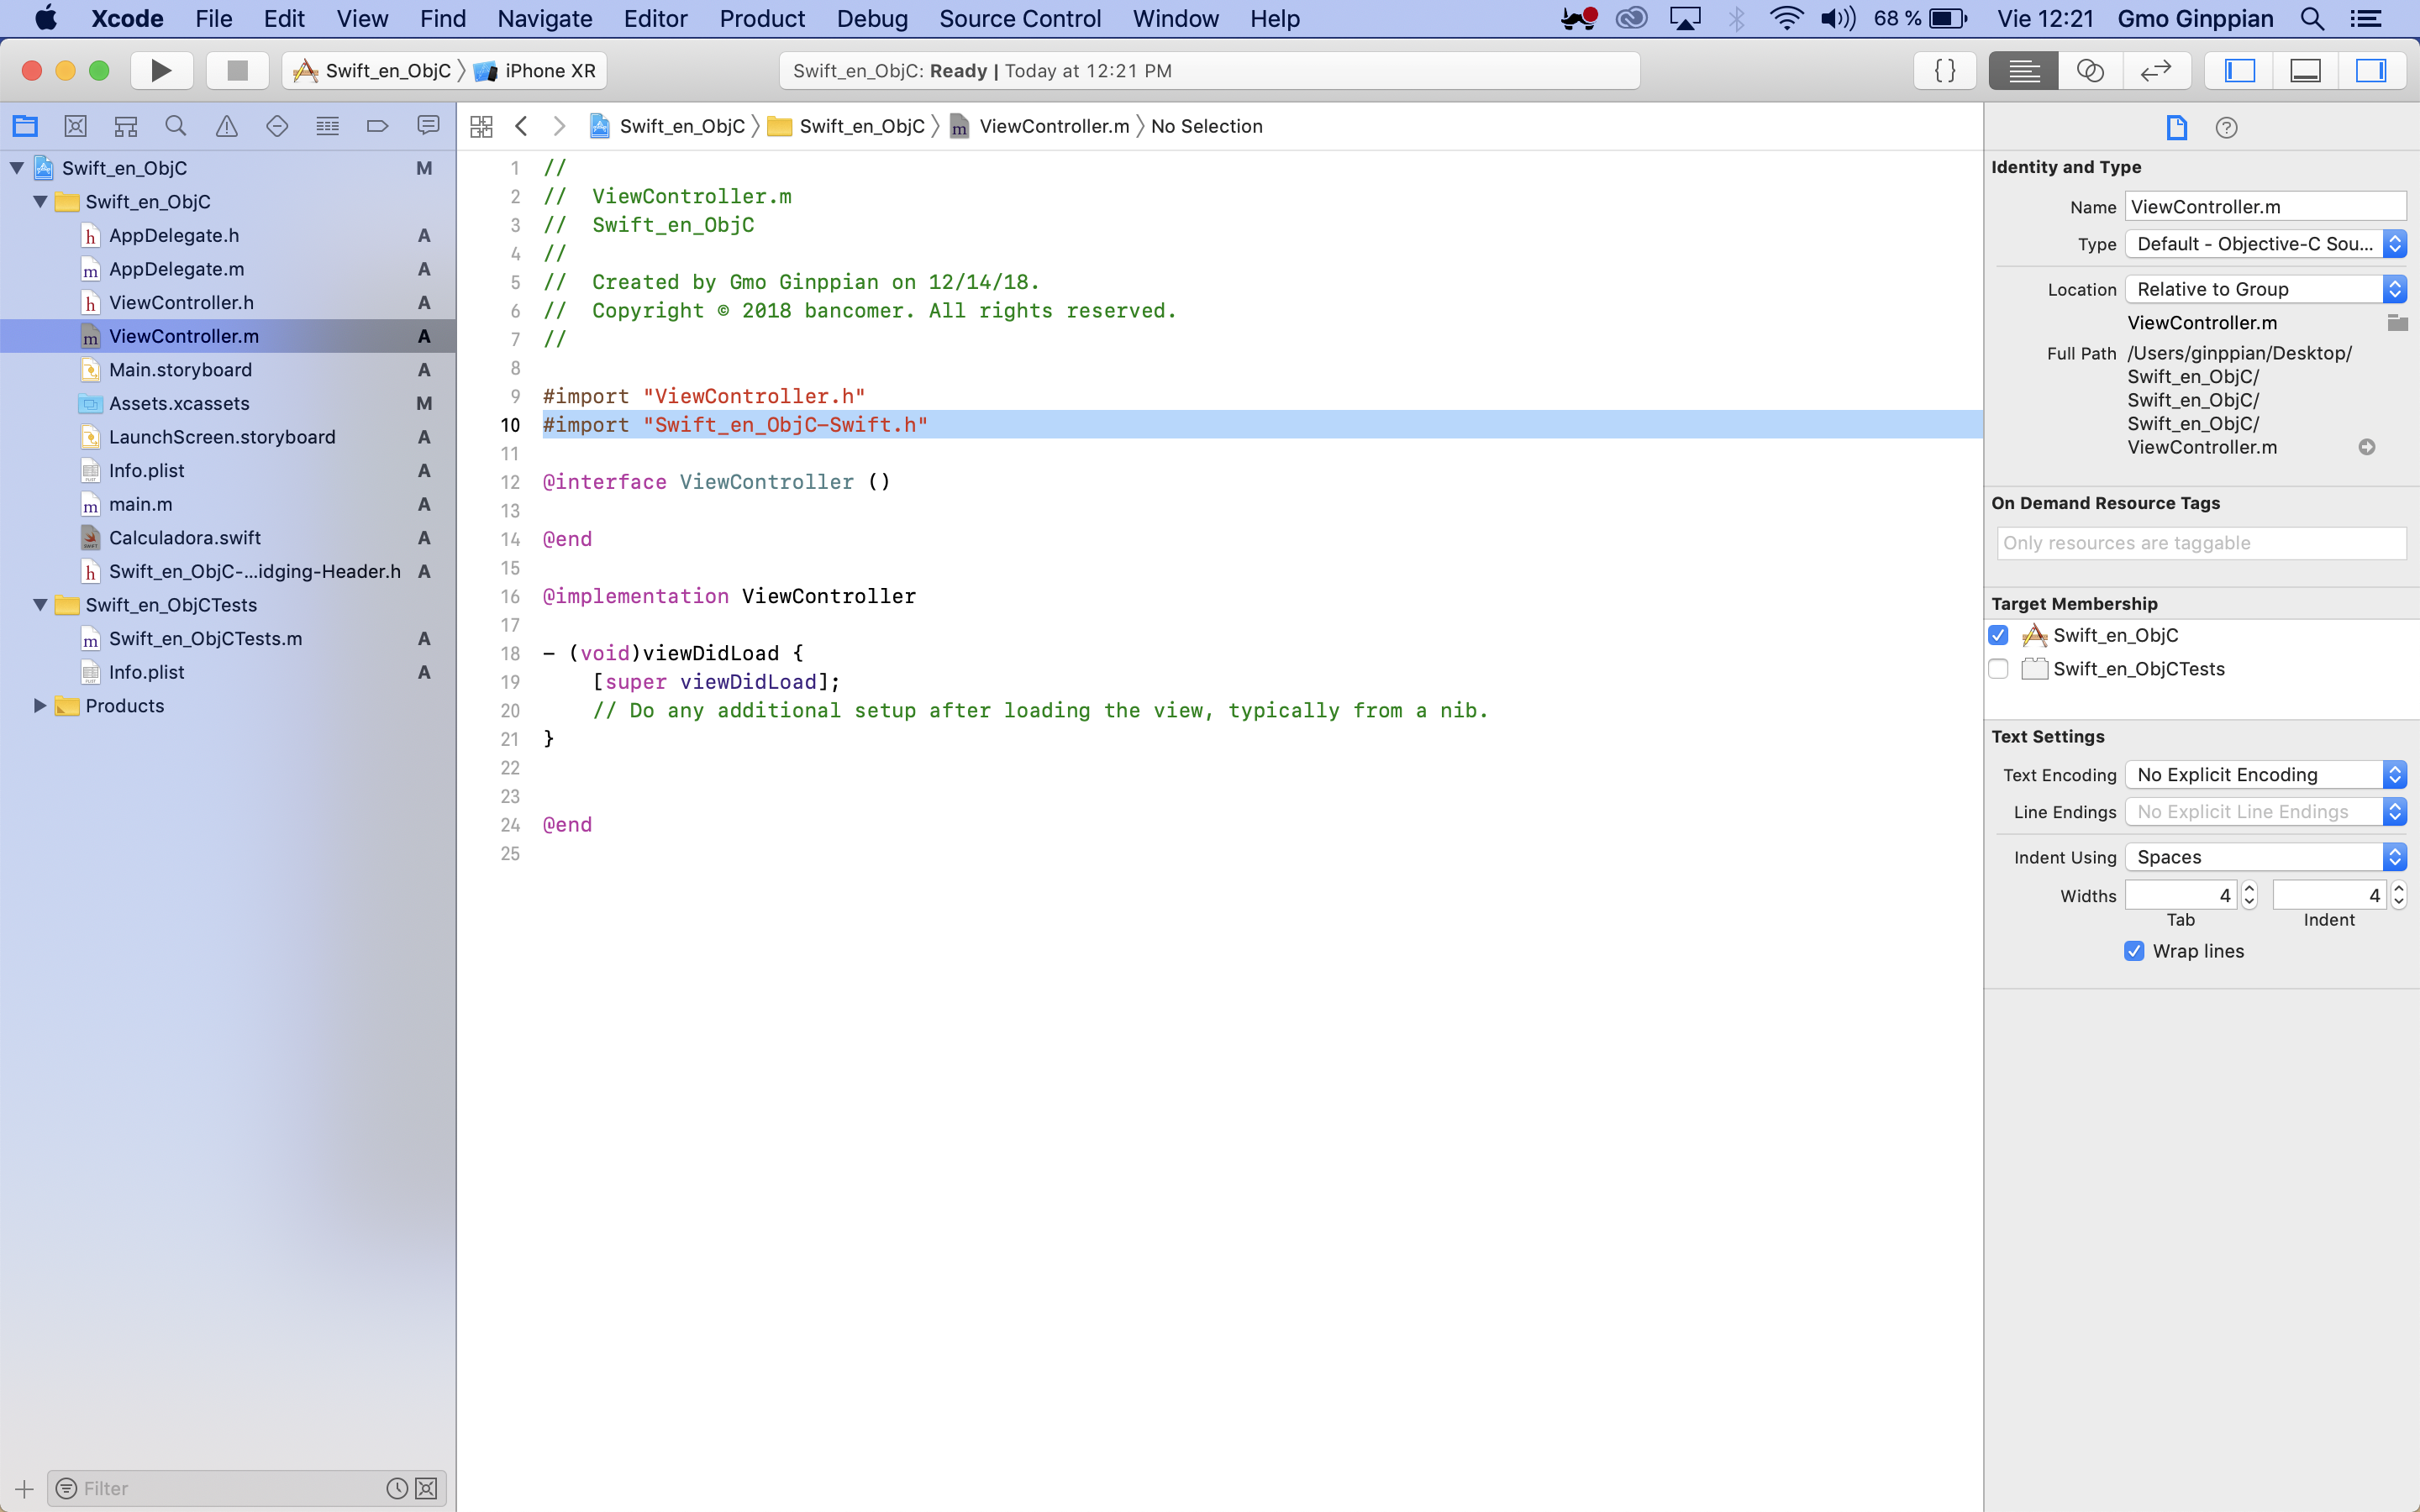 Xcode File Edit View Find Navigate Editor Product Debug Source Control Window Help 68 % Vie 12:21 Gmo Ginppian
Swift_en_ObjC iPhone XR Swift_en_ObjC: Ready | Today at 12:21 PM { }
Swift_en_ObjC Swift_en_ObjC m ViewController.m No Selection
Swift_en_ObjC M
Swift_en_ObjC
h AppDelegate.h A
m AppDelegate.m A
h ViewController.h A
m ViewController.m A
Main.storyboard A
Assets.xcassets M
LaunchScreen.storyboard A
Info.plist A
m main.m A
Calculadora.swift A
h Swift_en_ObjC-...idging-Header.h A
Swift_en_ObjCTests
m Swift_en_ObjCTests.m A
Info.plist A
Products
Filter
1 //
2 //  ViewController.m
3 //  Swift_en_ObjC
4 //
5 //  Created by Gmo Ginppian on 12/14/18.
6 //  Copyright © 2018 bancomer. All rights reserved.
7 //
8
9 #import "ViewController.h"
10 #import "Swift_en_ObjC-Swift.h"
11
12 @interface ViewController ()
13
14 @end
15
16 @implementation ViewController
17
18 - (void)viewDidLoad {
19     [super viewDidLoad];
20     // Do any additional setup after loading the view, typically from a nib.
21 }
22
23
24 @end
25
Identity and Type
Name ViewController.m
Type Default - Objective-C Sou...
Location Relative to Group
ViewController.m
Full Path /Users/ginppian/Desktop/
Swift_en_ObjC/
Swift_en_ObjC/
Swift_en_ObjC/
ViewController.m
On Demand Resource Tags
Only resources are taggable
Target Membership
Swift_en_ObjC
Swift_en_ObjCTests
Text Settings
Text Encoding No Explicit Encoding
Line Endings No Explicit Line Endings
Indent Using Spaces
Widths 4 4
Tab Indent
Wrap lines